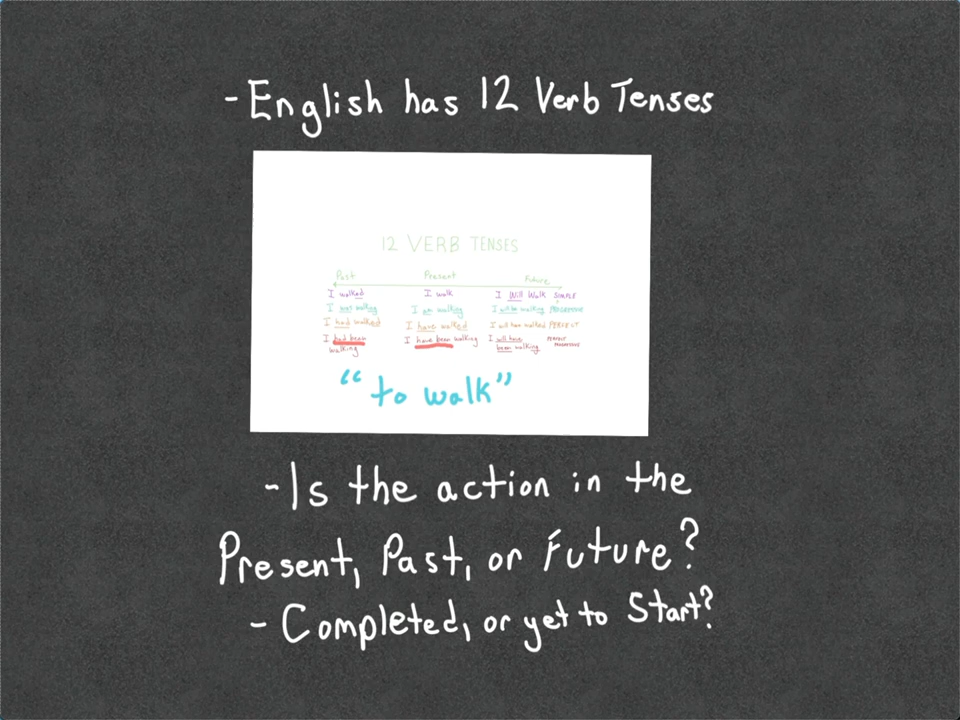 - English has 12 Verb Tenses
12 VERB TENSES
Past Present Future
I walked I walk I Will Walk SIMPLE
I was walking I am walking I will be walking PROGRESSIVE
I had walked I have walked I will have walked PERFECT
I had been I have been walking I will have PERFECT
walking been walking PROGRESSIVE
“to walk”
- Is the action in the
Present, Past, or Future?
- Completed, or yet to Start?